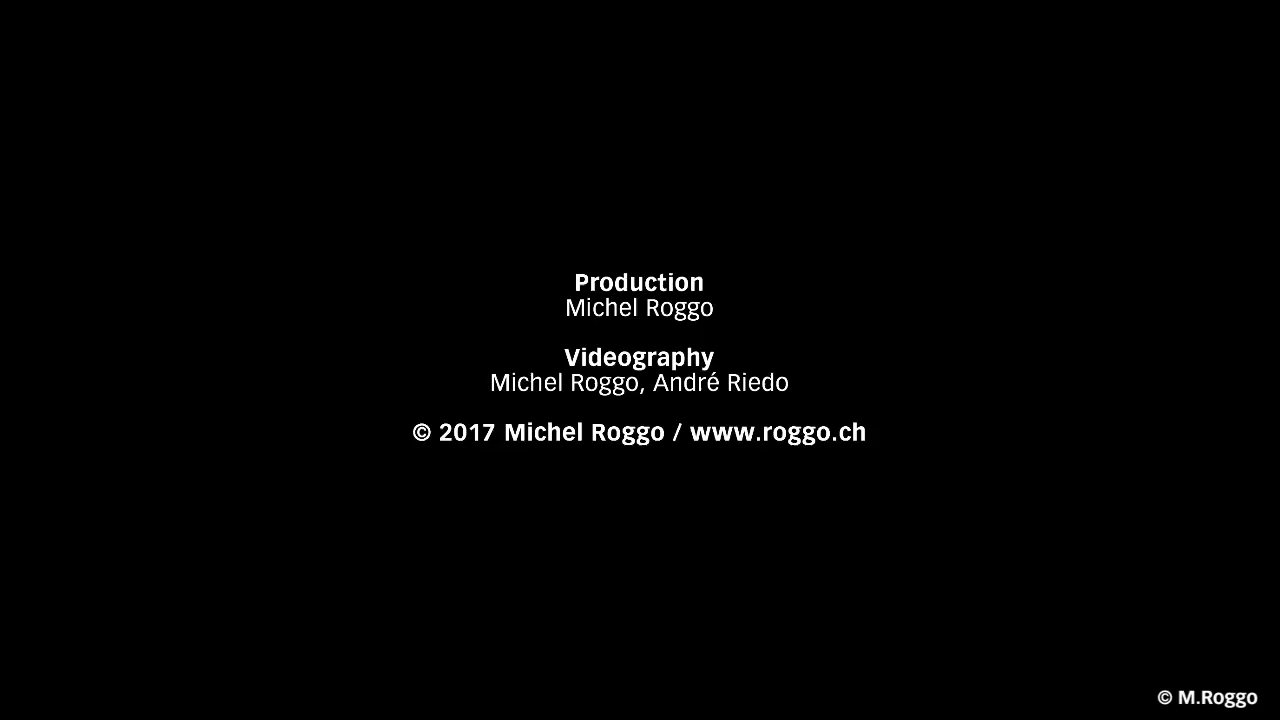 Production
Michel Roggo
Videography
Michel Roggo, André Riedo
© 2017 Michel Roggo / www.roggo.ch
© M.Roggo